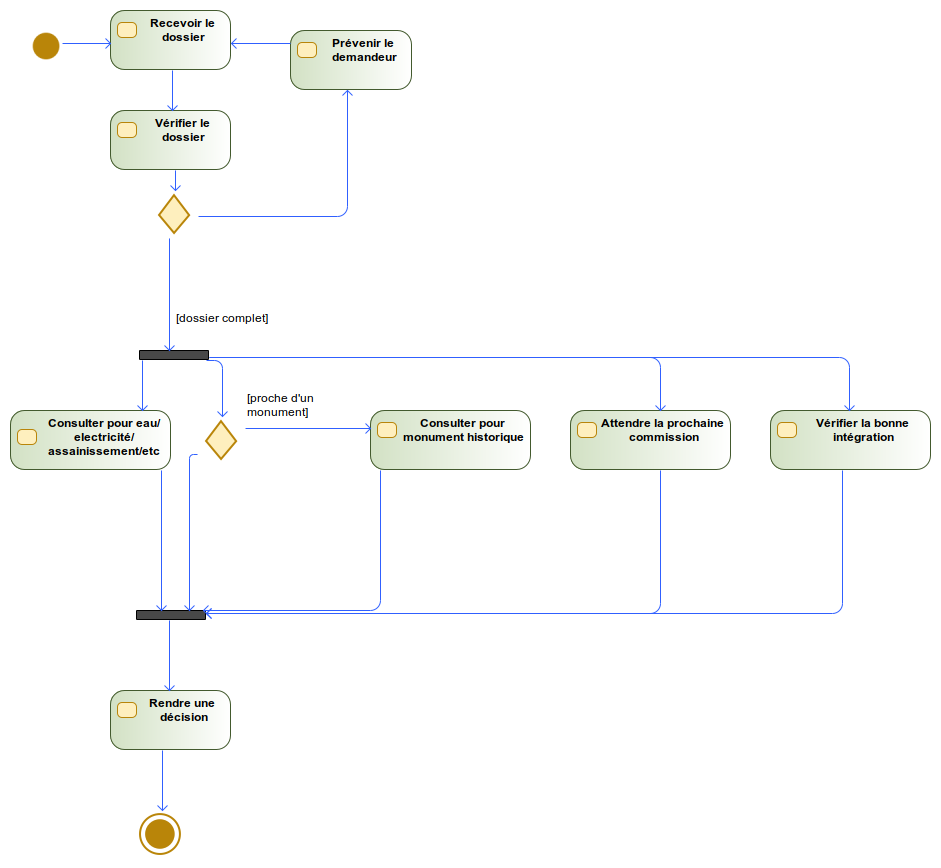 Recevoir le
dossier
Prévenir le
demandeur
Vérifier le
dossier
[dossier complet]
[proche d'un
monument]
Consulter pour eau/
electricité/
assainissement/etc
Consulter pour
monument historique
Attendre la prochaine
commission
Vérifier la bonne
intégration
Rendre une
décision